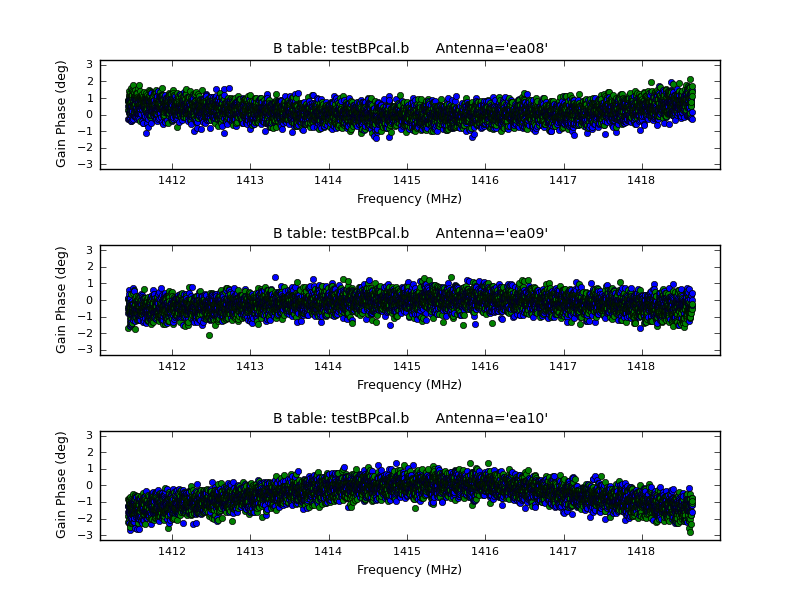 B table: testBPcal.b Antenna='ea08'
Gain Phase (deg)
3
2
1
0
−1
−2
−3
1412 1413 1414 1415 1416 1417 1418
Frequency (MHz)
B table: testBPcal.b Antenna='ea09'
Gain Phase (deg)
3
2
1
0
−1
−2
−3
1412 1413 1414 1415 1416 1417 1418
Frequency (MHz)
B table: testBPcal.b Antenna='ea10'
Gain Phase (deg)
3
2
1
0
−1
−2
−3
1412 1413 1414 1415 1416 1417 1418
Frequency (MHz)